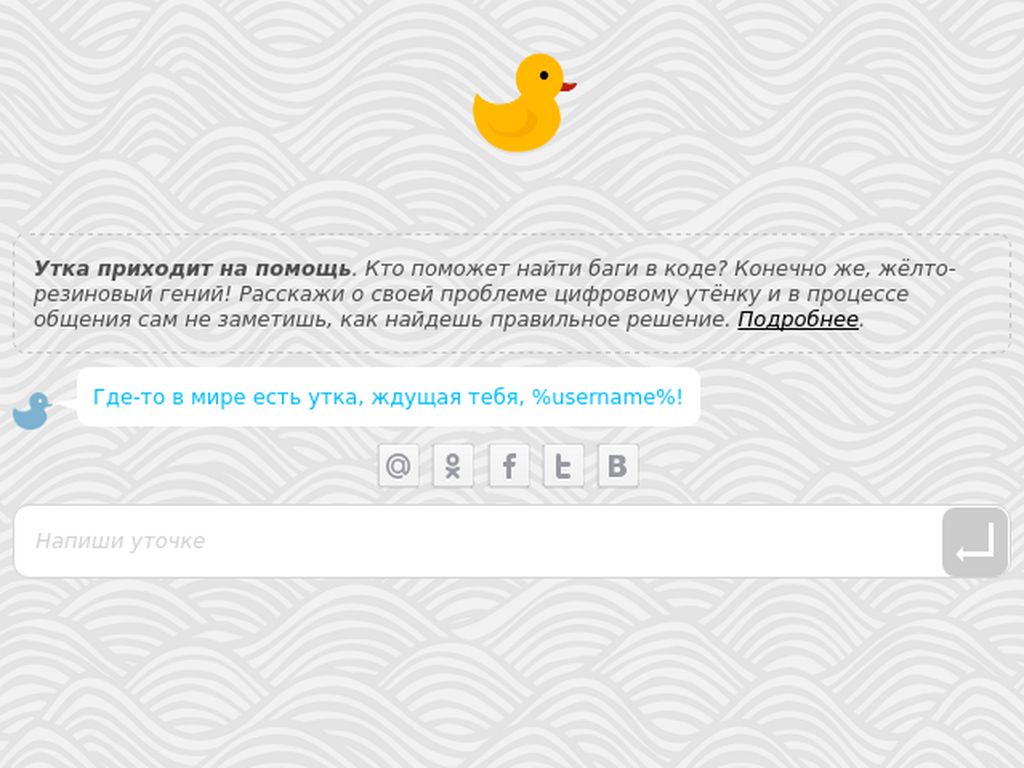 Утка приходит на помощь. Кто поможет найти баги в коде? Конечно же, жёлто-
резиновый гений! Расскажи о своей проблеме цифровому утёнку и в процессе
общения сам не заметишь, как найдешь правильное решение. Подробнее.
Где-то в мире есть утка, ждущая тебя, %username%!
Напиши уточке